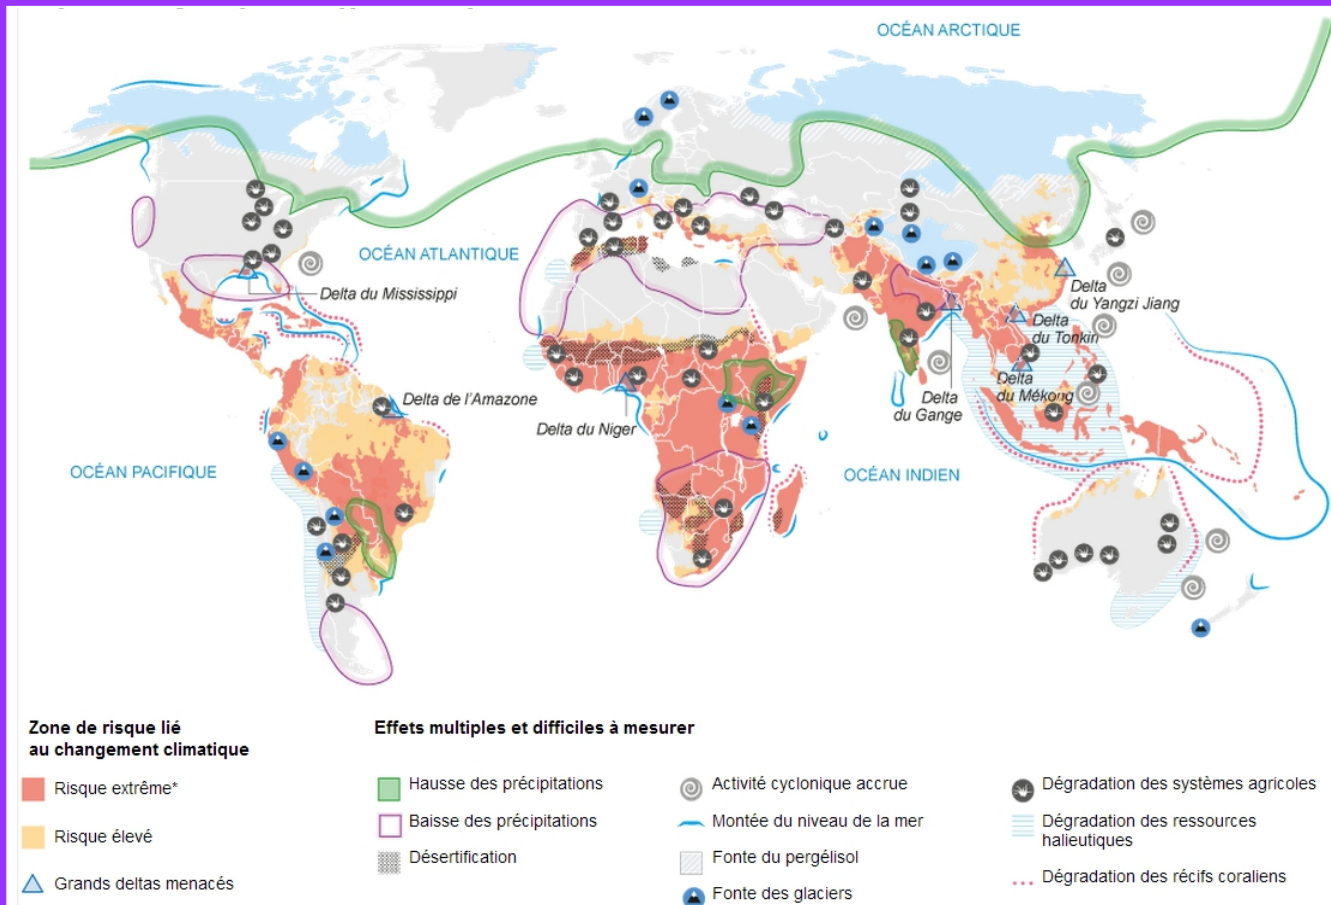 OCÉAN ARCTIQUE
OCÉAN ATLANTIQUE
Delta du Mississippi
Delta
du Yangzi Jiang
Delta
du Tonkin
Delta
du Mékong
Delta
du Gange
Delta de l'Amazone
Delta du Niger
OCÉAN PACIFIQUE
OCÉAN INDIEN
Zone de risque lié
au changement climatique
Risque extrême*
Risque élevé
Grands deltas menacés
Effets multiples et difficiles à mesurer
Hausse des précipitations
Baisse des précipitations
Désertification
Activité cyclonique accrue
Montée du niveau de la mer
Fonte du pergélisol
Fonte des glaciers
Dégradation des systèmes agricoles
Dégradation des ressources
halieutiques
Dégradation des récifs coraliens